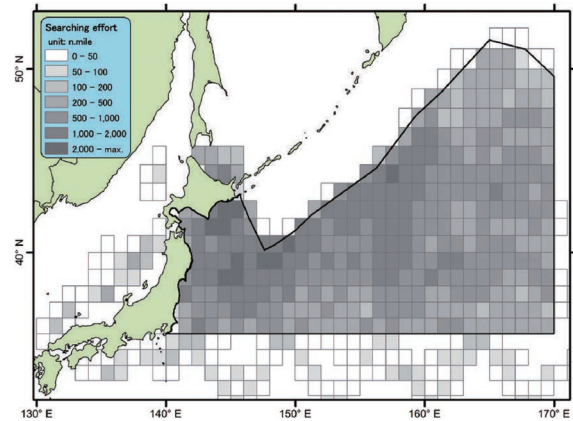 Searching effort
unit: n.mile
0 - 50
50 - 100
100 - 200
200 - 500
500 - 1,000
1,000 - 2,000
2,000 - max.
50°N
40°N
130°E
140°E
150°E
160°E
170°E